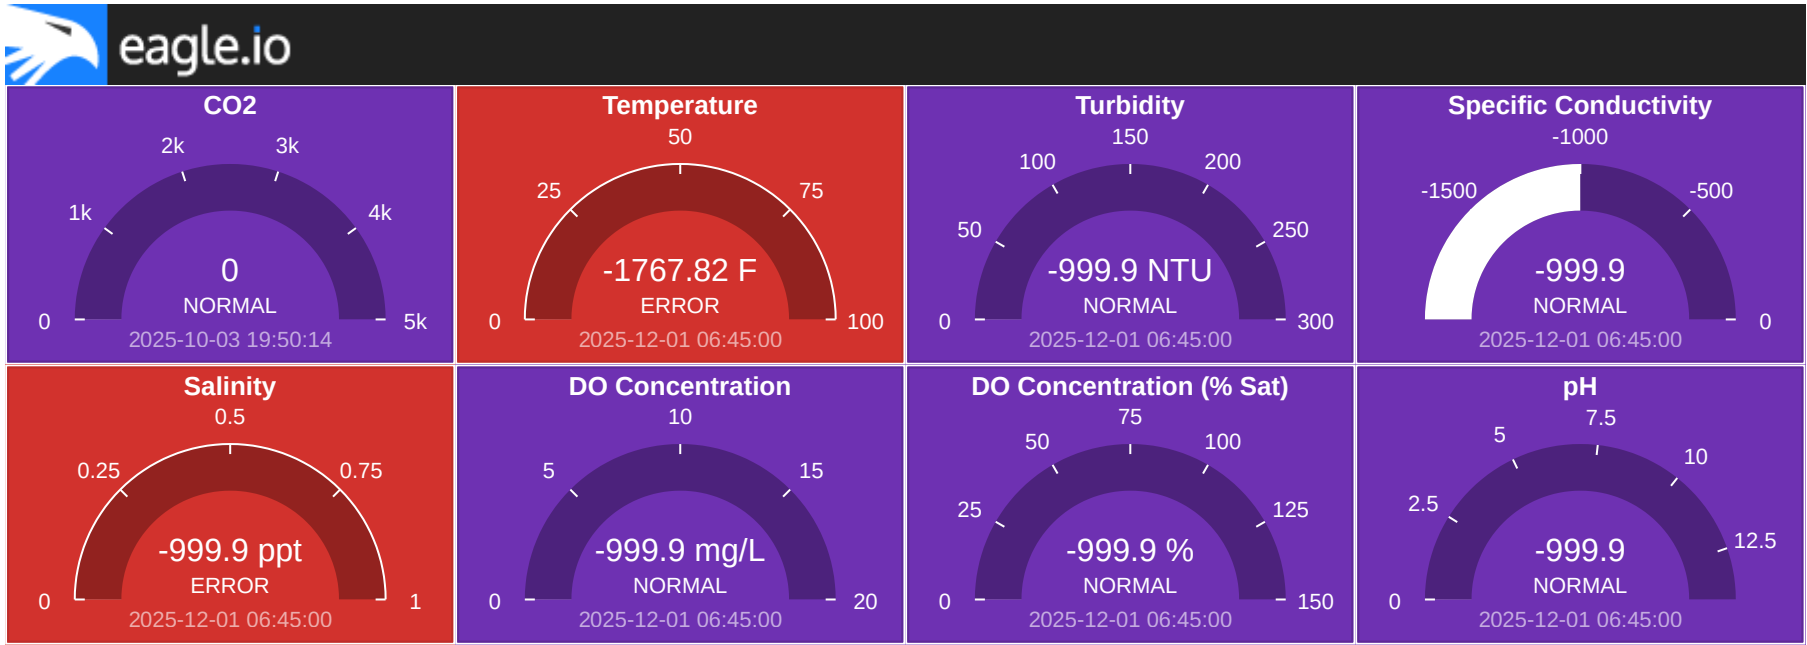 eagle.io
CO2
2k 3k
1k 4k
0
NORMAL
0 5k
2025-10-03 19:50:14
Temperature
50
25 75
-1767.82 F
ERROR
0 100
2025-12-01 06:45:00
Turbidity
150
100 200
50 250
-999.9 NTU
NORMAL
0 300
2025-12-01 06:45:00
Specific Conductivity
-1000
-1500 -500
-999.9
NORMAL
0
2025-12-01 06:45:00
Salinity
0.5
0.25 0.75
-999.9 ppt
ERROR
0 1
2025-12-01 06:45:00
DO Concentration
10
5 15
-999.9 mg/L
NORMAL
0 20
2025-12-01 06:45:00
DO Concentration (% Sat)
75
50 100
25 125
-999.9 %
NORMAL
0 150
2025-12-01 06:45:00
pH
7.5
5 10
2.5 12.5
-999.9
NORMAL
0
2025-12-01 06:45:00